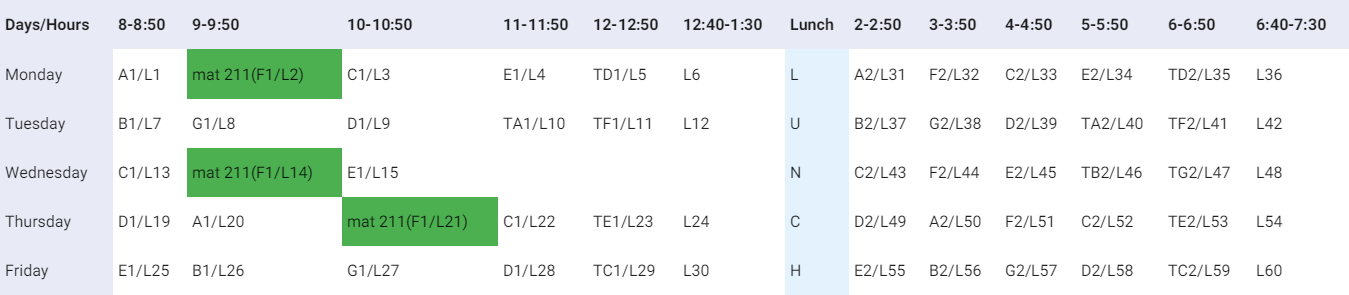 Days/Hours 8-8:50 9-9:50 10-10:50 11-11:50 12-12:50 12:40-1:30 Lunch 2-2:50 3-3:50 4-4:50 5-5:50 6-6:50 6:40-7:30
Monday A1/L1 mat 211(F1/L2) C1/L3 E1/L4 TD1/L5 L6 L A2/L31 F2/L32 C2/L33 E2/L34 TD2/L35 L36
Tuesday B1/L7 G1/L8 D1/L9 TA1/L10 TF1/L11 L12 U B2/L37 G2/L38 D2/L39 TA2/L40 TF2/L41 L42
Wednesday C1/L13 mat 211(F1/L14) E1/L15 N C2/L43 F2/L44 E2/L45 TB2/L46 TG2/L47 L48
Thursday D1/L19 A1/L20 mat 211(F1/L21) C1/L22 TE1/L23 L24 C D2/L49 A2/L50 F2/L51 C2/L52 TE2/L53 L54
Friday E1/L25 B1/L26 G1/L27 D1/L28 TC1/L29 L30 H E2/L55 B2/L56 G2/L57 D2/L58 TC2/L59 L60